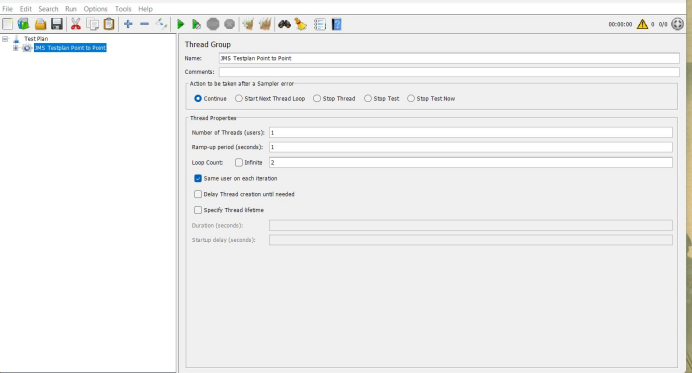 File Edit Search Run Options Tools Help
00:00:00 0 0/0
Test Plan
JMS Testplan Point to Point
Thread Group
Name: JMS Testplan Point to Point
Comments:
Action to be taken after a Sampler error
Continue Start Next Thread Loop Stop Thread Stop Test Stop Test Now
Thread Properties
Number of Threads (users): 1
Ramp-up period (seconds): 1
Loop Count: Infinite 2
Same user on each iteration
Delay Thread creation until needed
Specify Thread lifetime
Duration (seconds):
Startup delay (seconds):